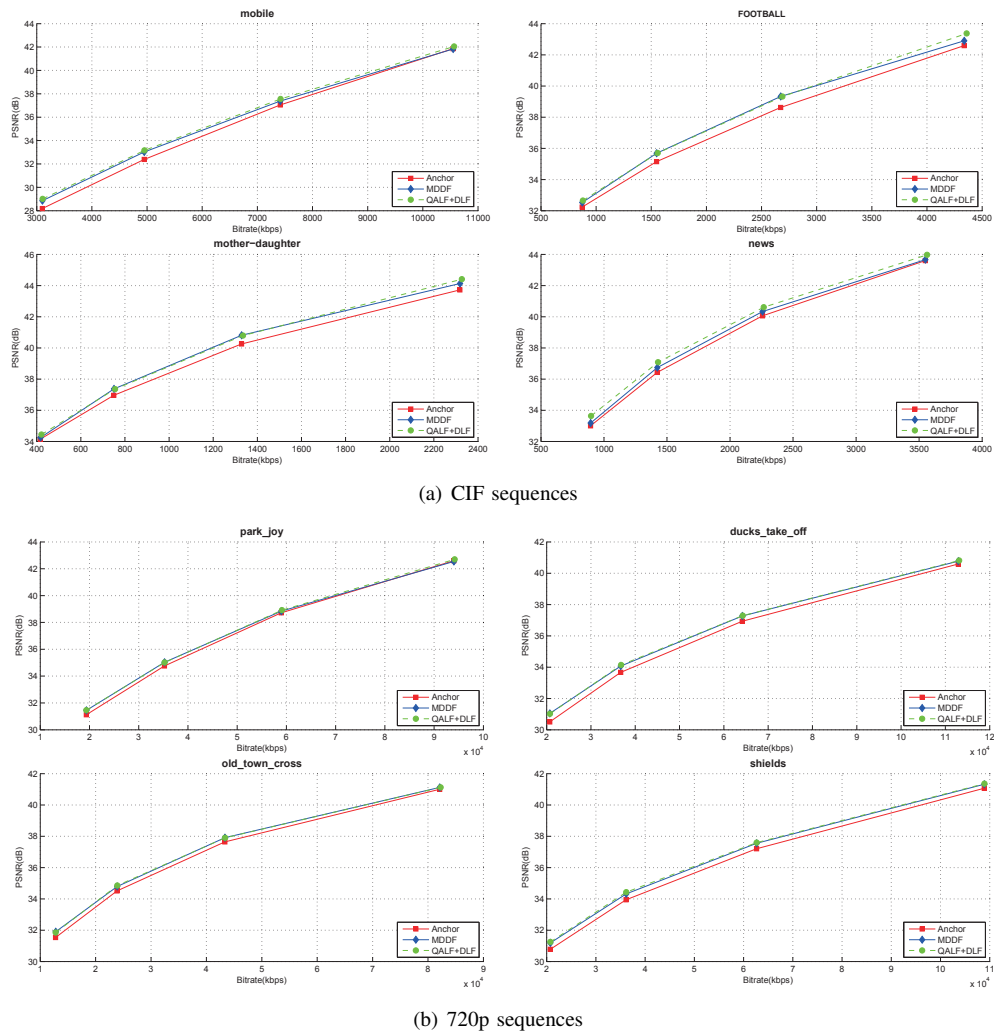 mobile
44
42
40
38
36
34
32
30
28
PSNR(dB)
3000 4000 5000 6000 7000 8000 9000 10000 11000
Bitrate(kbps)
Anchor
MDDF
QALF+DLF
FOOTBALL
44
42
40
38
36
34
32
PSNR(dB)
500 1000 1500 2000 2500 3000 3500 4000 4500
Bitrate(kbps)
Anchor
MDDF
QALF+DLF
mother-daughter
46
44
42
40
38
36
34
PSNR(dB)
400 600 800 1000 1200 1400 1600 1800 2000 2200 2400
Bitrate(kbps)
Anchor
MDDF
QALF+DLF
news
44
42
40
38
36
34
32
PSNR(dB)
500 1000 1500 2000 2500 3000 3500 4000
Bitrate(kbps)
Anchor
MDDF
QALF+DLF
(a) CIF sequences
park_joy
44
42
40
38
36
34
32
30
PSNR(dB)
1 2 3 4 5 6 7 8 9 10
Bitrate(kbps)
x 10⁴
Anchor
MDDF
QALF+DLF
ducks_take_off
42
40
38
36
34
32
30
PSNR(dB)
2 3 4 5 6 7 8 9 10 11 12
Bitrate(kbps)
x 10⁴
Anchor
MDDF
QALF+DLF
old_town_cross
42
40
38
36
34
32
30
PSNR(dB)
1 2 3 4 5 6 7 8 9
Bitrate(kbps)
x 10⁴
Anchor
MDDF
QALF+DLF
shields
42
40
38
36
34
32
30
PSNR(dB)
2 3 4 5 6 7 8 9 10 11
Bitrate(kbps)
x 10⁴
Anchor
MDDF
QALF+DLF
(b) 720p sequences